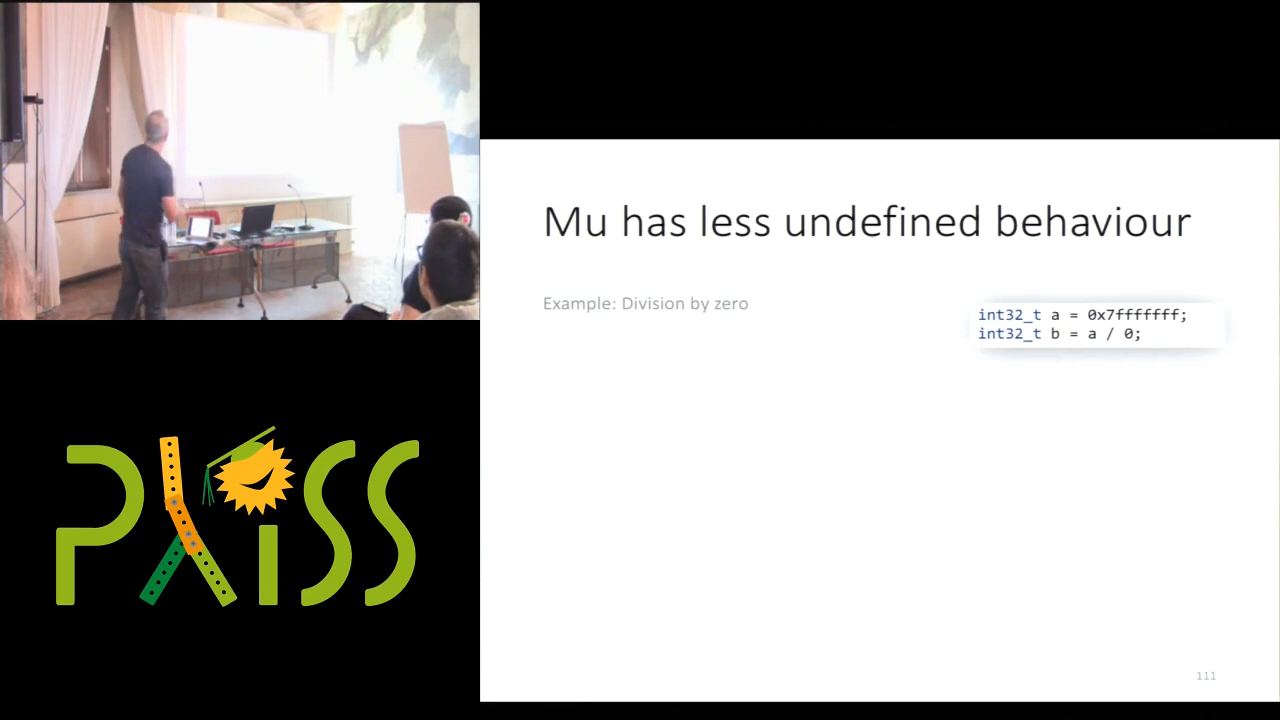 Mu has less undefined behaviour
Example: Division by zero
int32_t a = 0x7fffffff;
int32_t b = a / 0;
PLISS
111